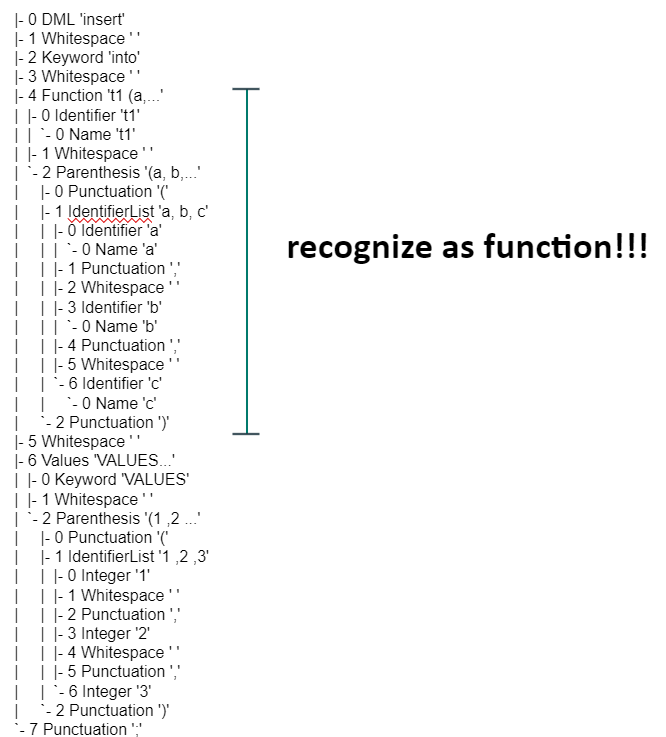 |- 0 DML 'insert'
|- 1 Whitespace ' '
|- 2 Keyword 'into'
|- 3 Whitespace ' '
|- 4 Function 't1 (a,...'
|  |- 0 Identifier 't1'
|  |  `- 0 Name 't1'
|  |- 1 Whitespace ' '
|  `- 2 Parenthesis '(a, b,...'
|     |- 0 Punctuation '('
|     |- 1 IdentifierList 'a, b, c'
|     |  |- 0 Identifier 'a'
|     |  |  `- 0 Name 'a'
|     |  |- 1 Punctuation ','
|     |  |- 2 Whitespace ' '
|     |  |- 3 Identifier 'b'
|     |  |  `- 0 Name 'b'
|     |  |- 4 Punctuation ','
|     |  |- 5 Whitespace ' '
|     |  `- 6 Identifier 'c'
|     |     `- 0 Name 'c'
|     `- 2 Punctuation ')'
|- 5 Whitespace ' '
|- 6 Values 'VALUES...'
|  |- 0 Keyword 'VALUES'
|  |- 1 Whitespace ' '
|  `- 2 Parenthesis '(1 ,2 ...'
|     |- 0 Punctuation '('
|     |- 1 IdentifierList '1 ,2 ,3'
|     |  |- 0 Integer '1'
|     |  |- 1 Whitespace ' '
|     |  |- 2 Punctuation ','
|     |  |- 3 Integer '2'
|     |  |- 4 Whitespace ' '
|     |  |- 5 Punctuation ','
|     |  `- 6 Integer '3'
|     `- 2 Punctuation ')'
`- 7 Punctuation ';'
recognize as function!!!